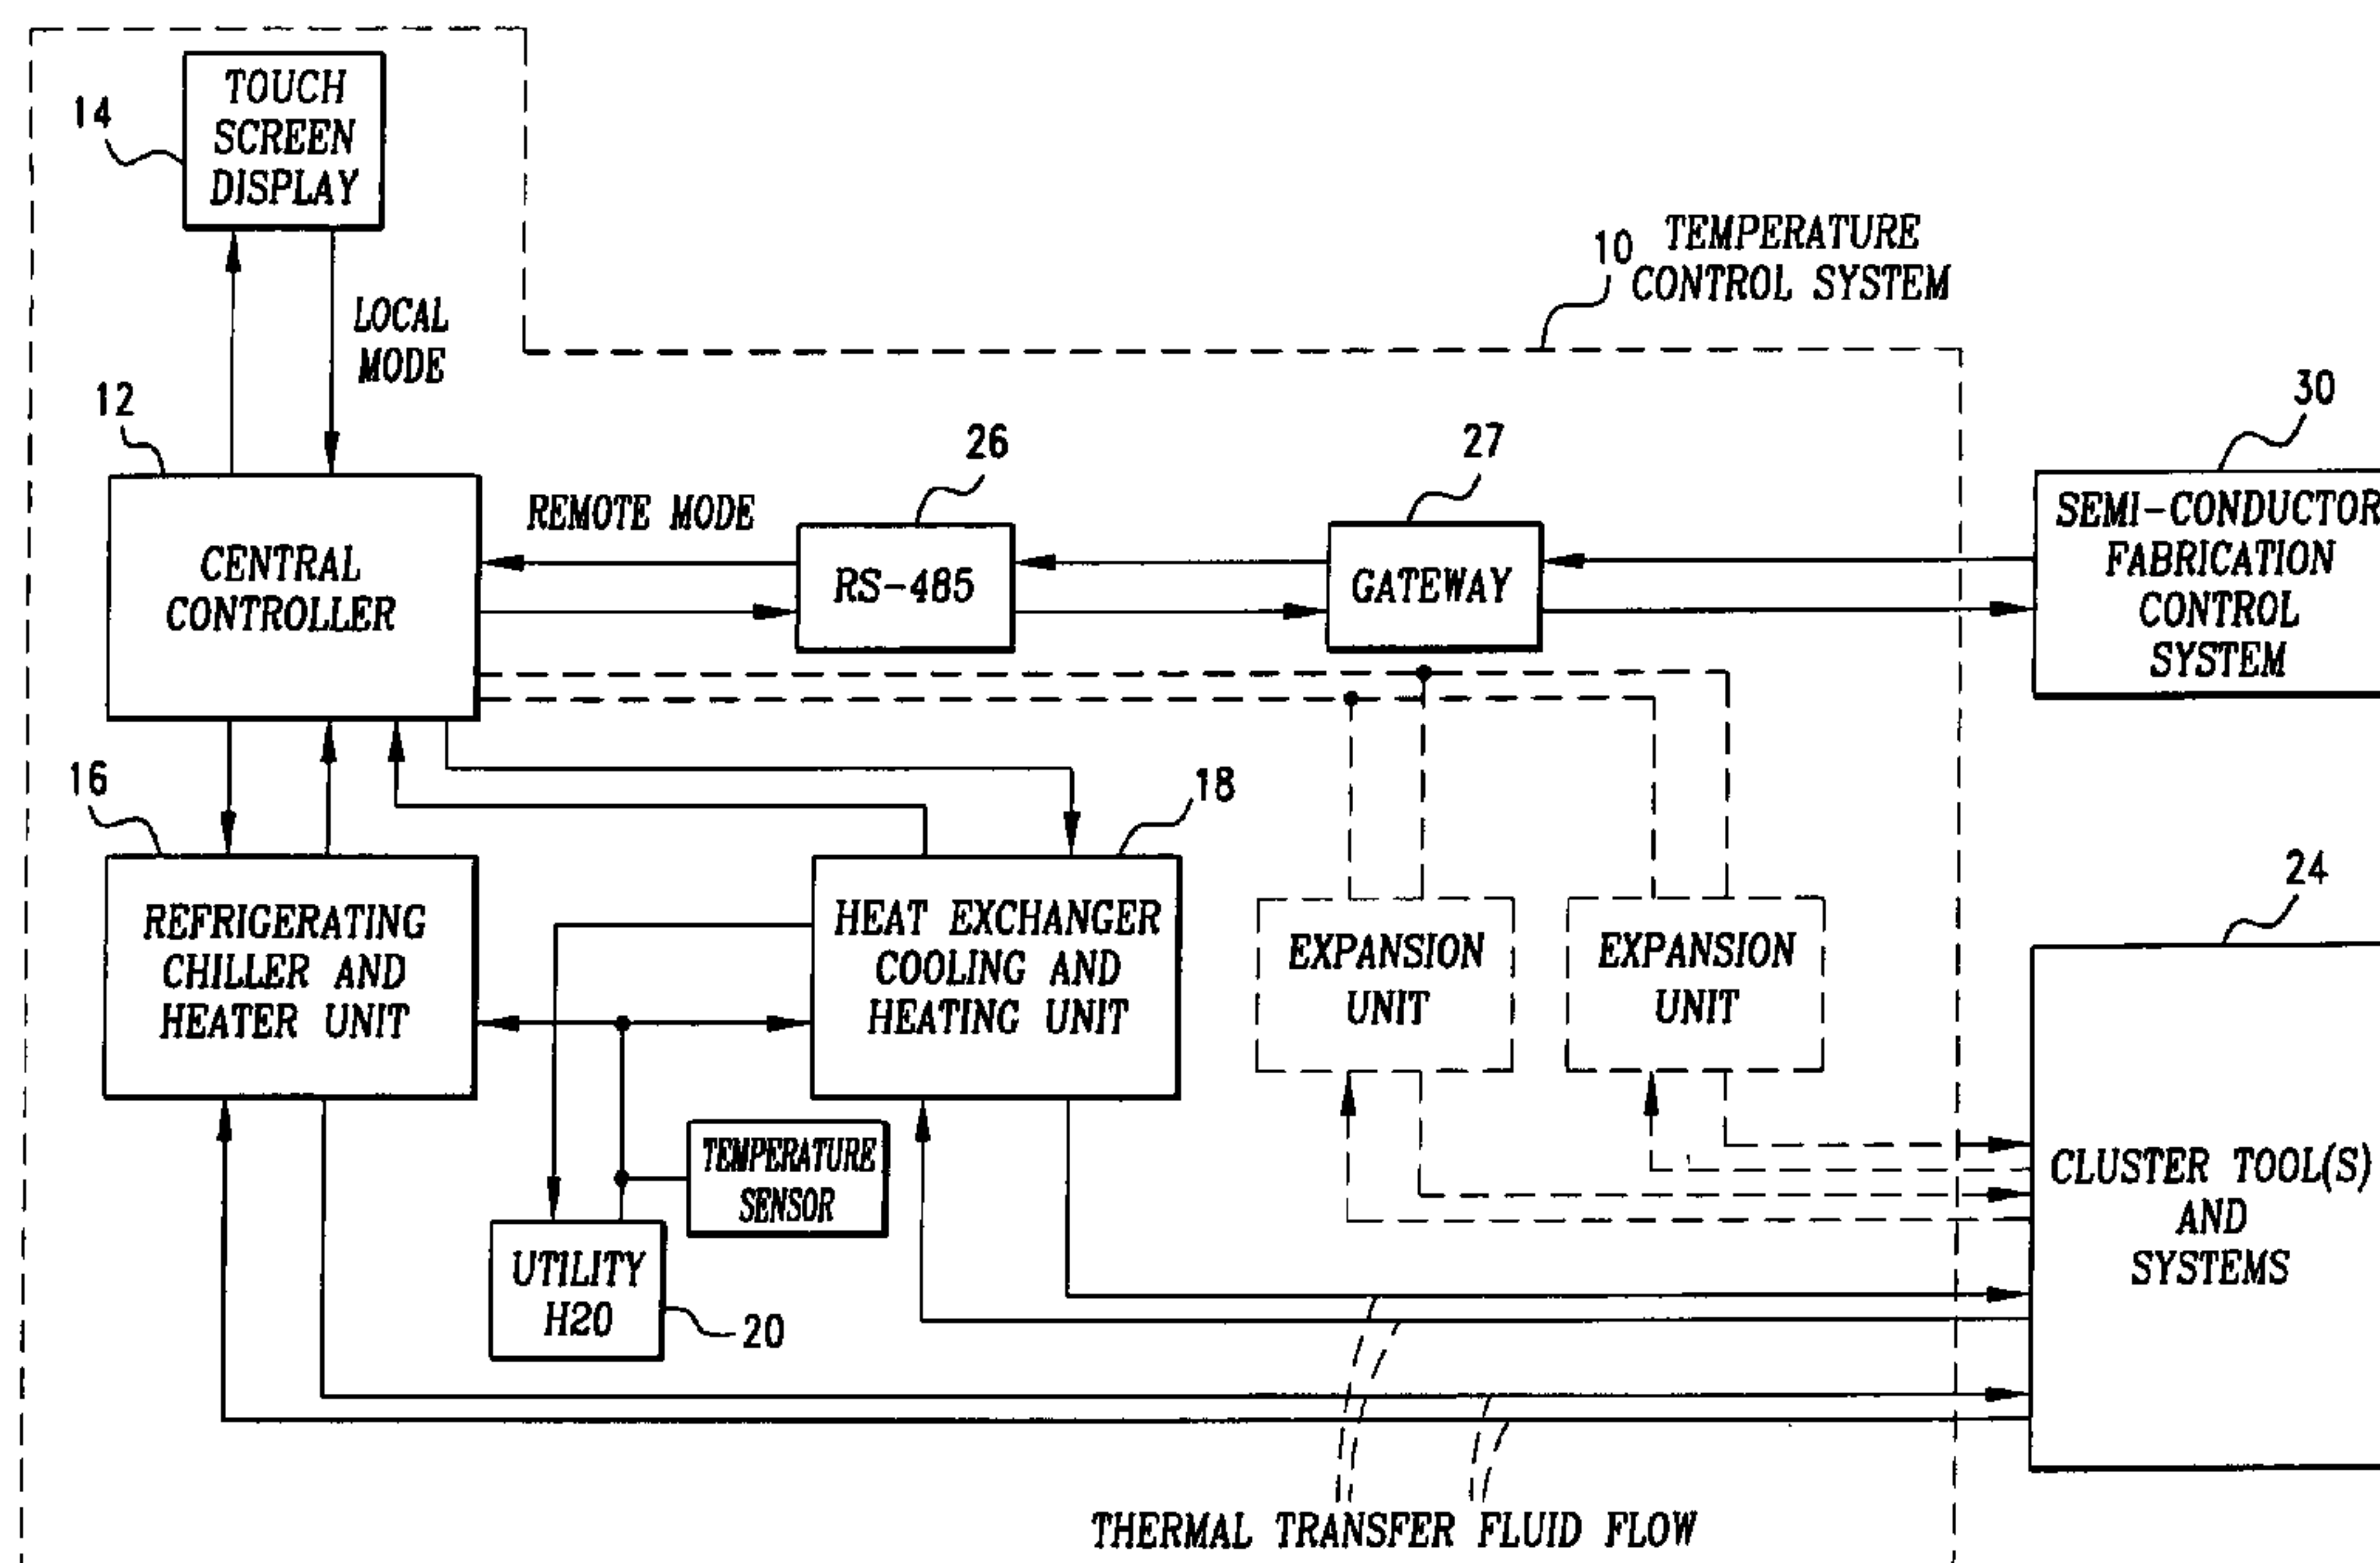 14
TOUCH
SCREEN
DISPLAY
LOCAL
MODE
10
TEMPERATURE
CONTROL SYSTEM
12
CENTRAL
CONTROLLER
REMOTE MODE
26
RS-485
27
GATEWAY
30
SEMI-CONDUCTOR
FABRICATION
CONTROL
SYSTEM
16
REFRIGERATING
CHILLER AND
HEATER UNIT
18
HEAT EXCHANGER
COOLING AND
HEATING UNIT
EXPANSION
UNIT
EXPANSION
UNIT
24
CLUSTER TOOL(S)
AND
SYSTEMS
TEMPERATURE
SENSOR
UTILITY
H20
20
THERMAL TRANSFER FLUID FLOW